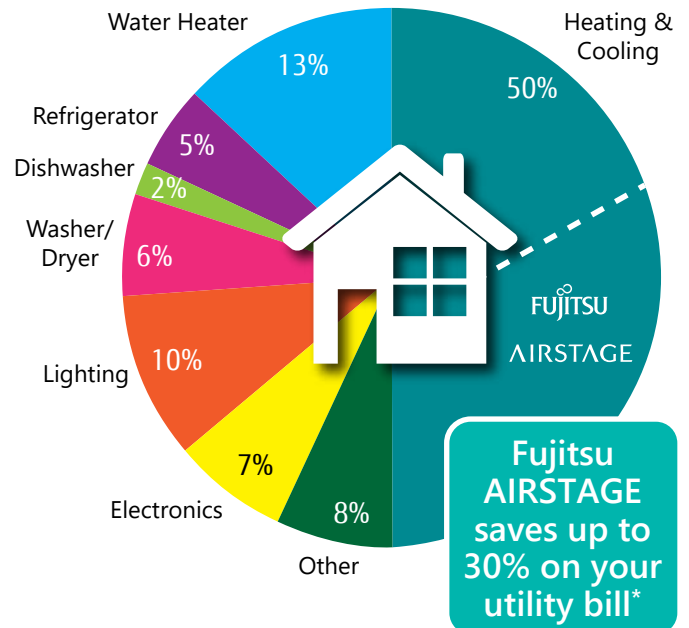 Water Heater
13%
Heating &
Cooling
50%
Refrigerator
5%
Dishwasher
2%
Washer/
Dryer
6%
Lighting
10%
Electronics
7%
Other
8%
FUJITSU
AIRSTAGE
Fujitsu
AIRSTAGE
saves up to
30% on your
utility bill*